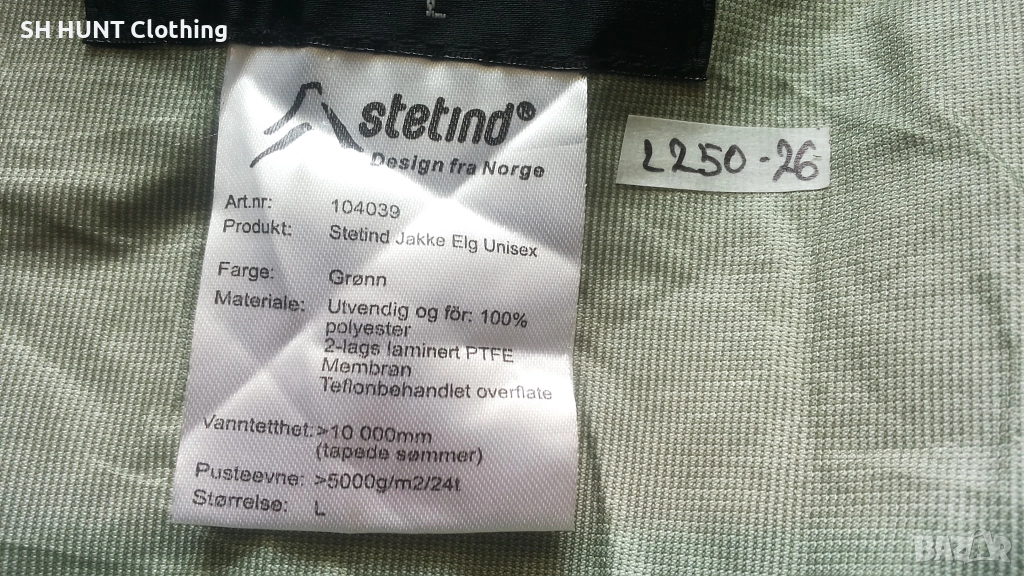 SH HUNT Clothing
L
stetind®
Design fra Norge
L250-26
Art.nr: 104039
Produkt: Stetind Jakke Elg Unisex
Farge: Grønn
Materiale: Utvendig og fôr: 100%
polyester
2-lags laminert PTFE
Membran
Teflonbehandlet overflate
Vanntetthet: >10 000mm
(tapede sømmer)
Pusteevne: >5000g/m2/24t
Størrelse: L
BAZAR